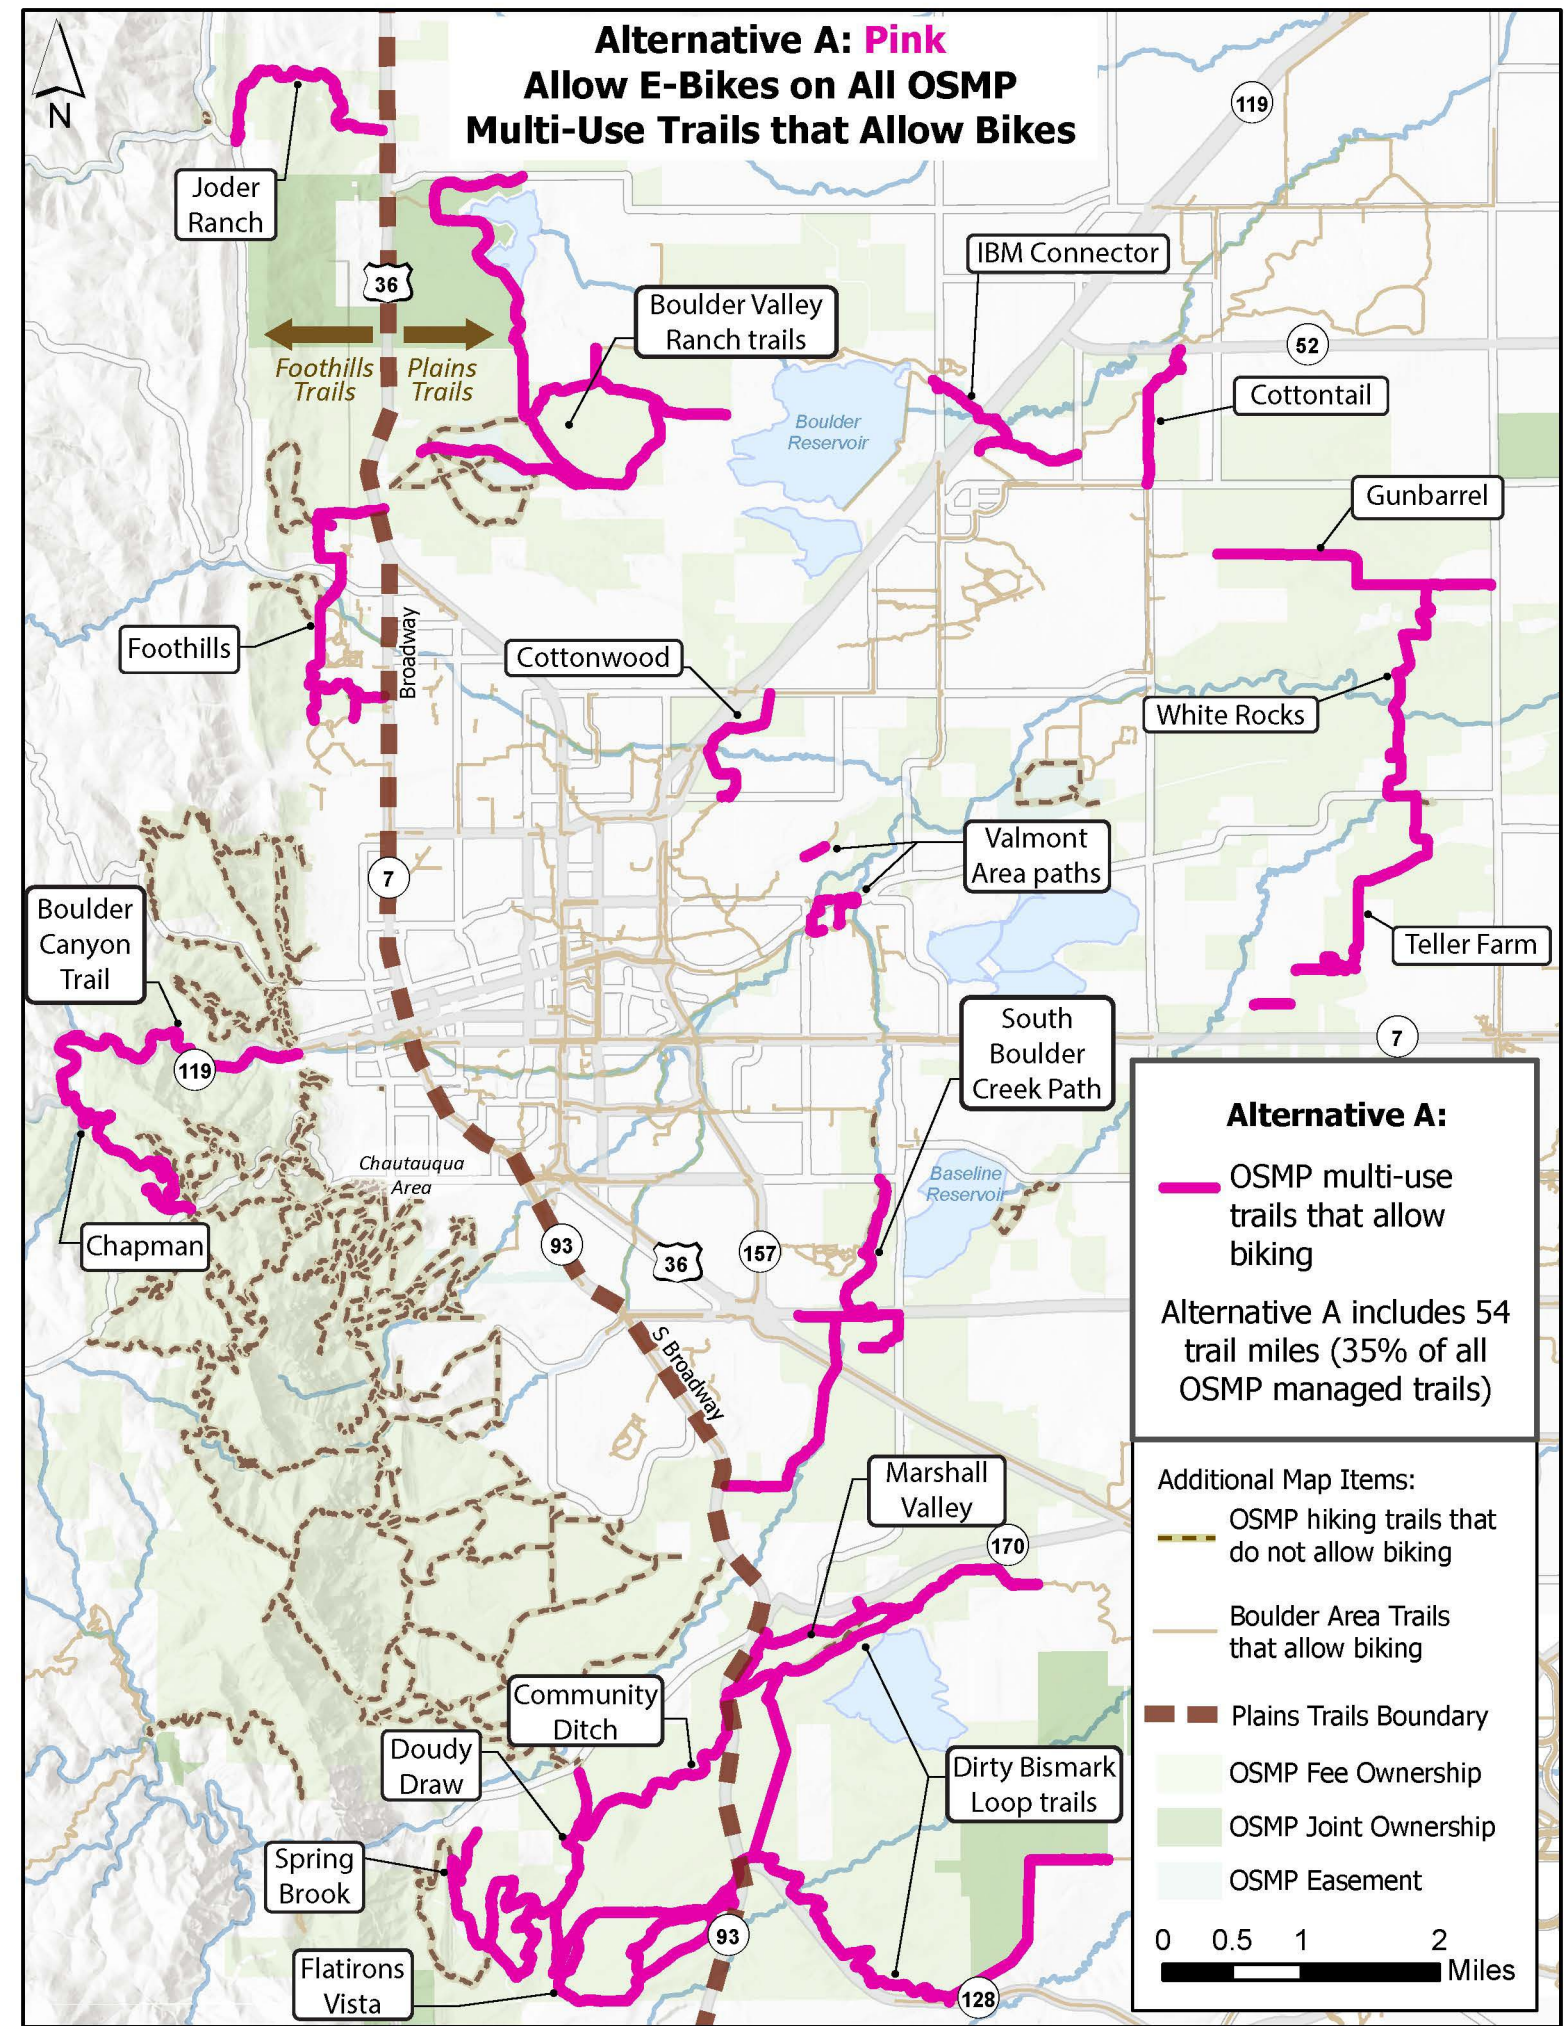 Alternative A: Pink
Allow E-Bikes on All OSMP
Multi-Use Trails that Allow Bikes
N
119
Joder
Ranch
36
IBM Connector
Boulder Valley
Ranch trails
Foothills
Trails
Plains
Trails
52
Cottontail
Boulder
Reservoir
Gunbarrel
Foothills
Broadway
Cottonwood
White Rocks
Valmont
Area paths
7
Boulder
Canyon
Trail
Teller Farm
South
Boulder
Creek Path
7
119
Chautauqua
Area
Baseline
Reservoir
Chapman
93
36
157
S Broadway
Alternative A:
OSMP multi-use
trails that allow
biking
Alternative A includes 54
trail miles (35% of all
OSMP managed trails)
Marshall
Valley
170
Community
Ditch
Doudy
Draw
Dirty Bismark
Loop trails
Spring
Brook
93
Flatirons
Vista
128
Additional Map Items:
OSMP hiking trails that
do not allow biking
Boulder Area Trails
that allow biking
Plains Trails Boundary
OSMP Fee Ownership
OSMP Joint Ownership
OSMP Easement
0 0.5 1 2
Miles